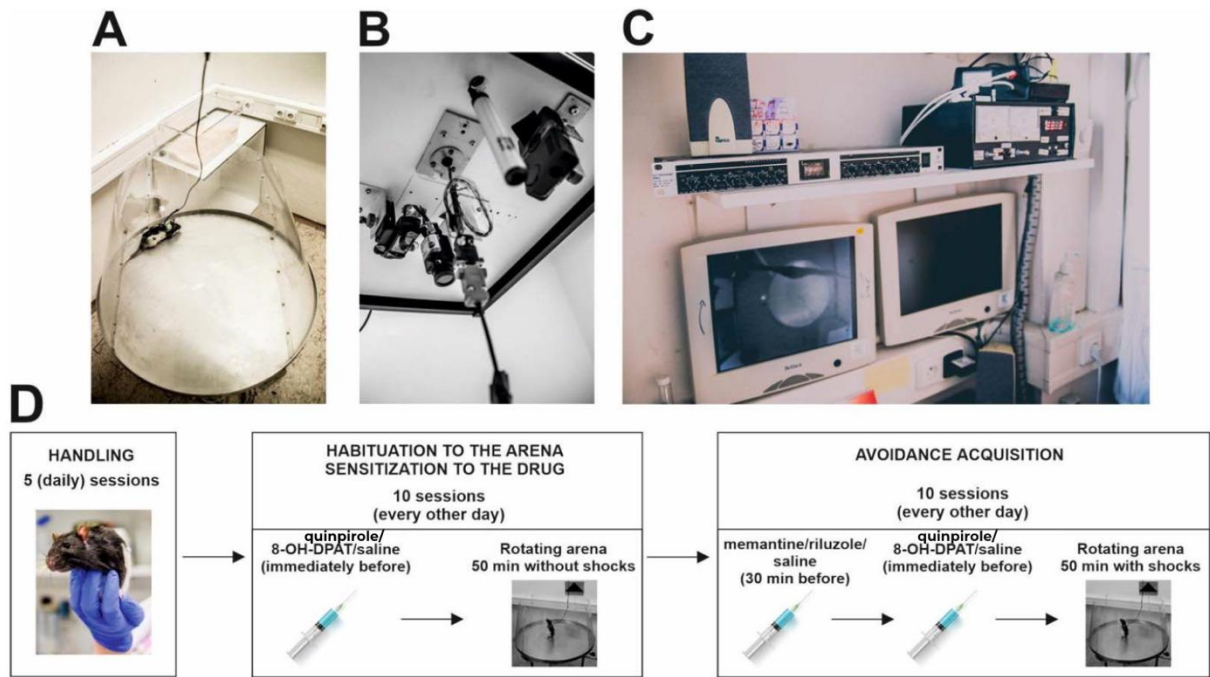 A
B
C
D
HANDLING
5 (daily) sessions
HABITUATION TO THE ARENA
SENSITIZATION TO THE DRUG
10 sessions
(every other day)
quinpirole/
8-OH-DPAT/saline
(immediately before)
Rotating arena
50 min without shocks
AVOIDANCE ACQUISITION
10 sessions
(every other day)
memantine/riluzole/
saline
(30 min before)
quinpirole/
8-OH-DPAT/saline
(immediately before)
Rotating arena
50 min with shocks